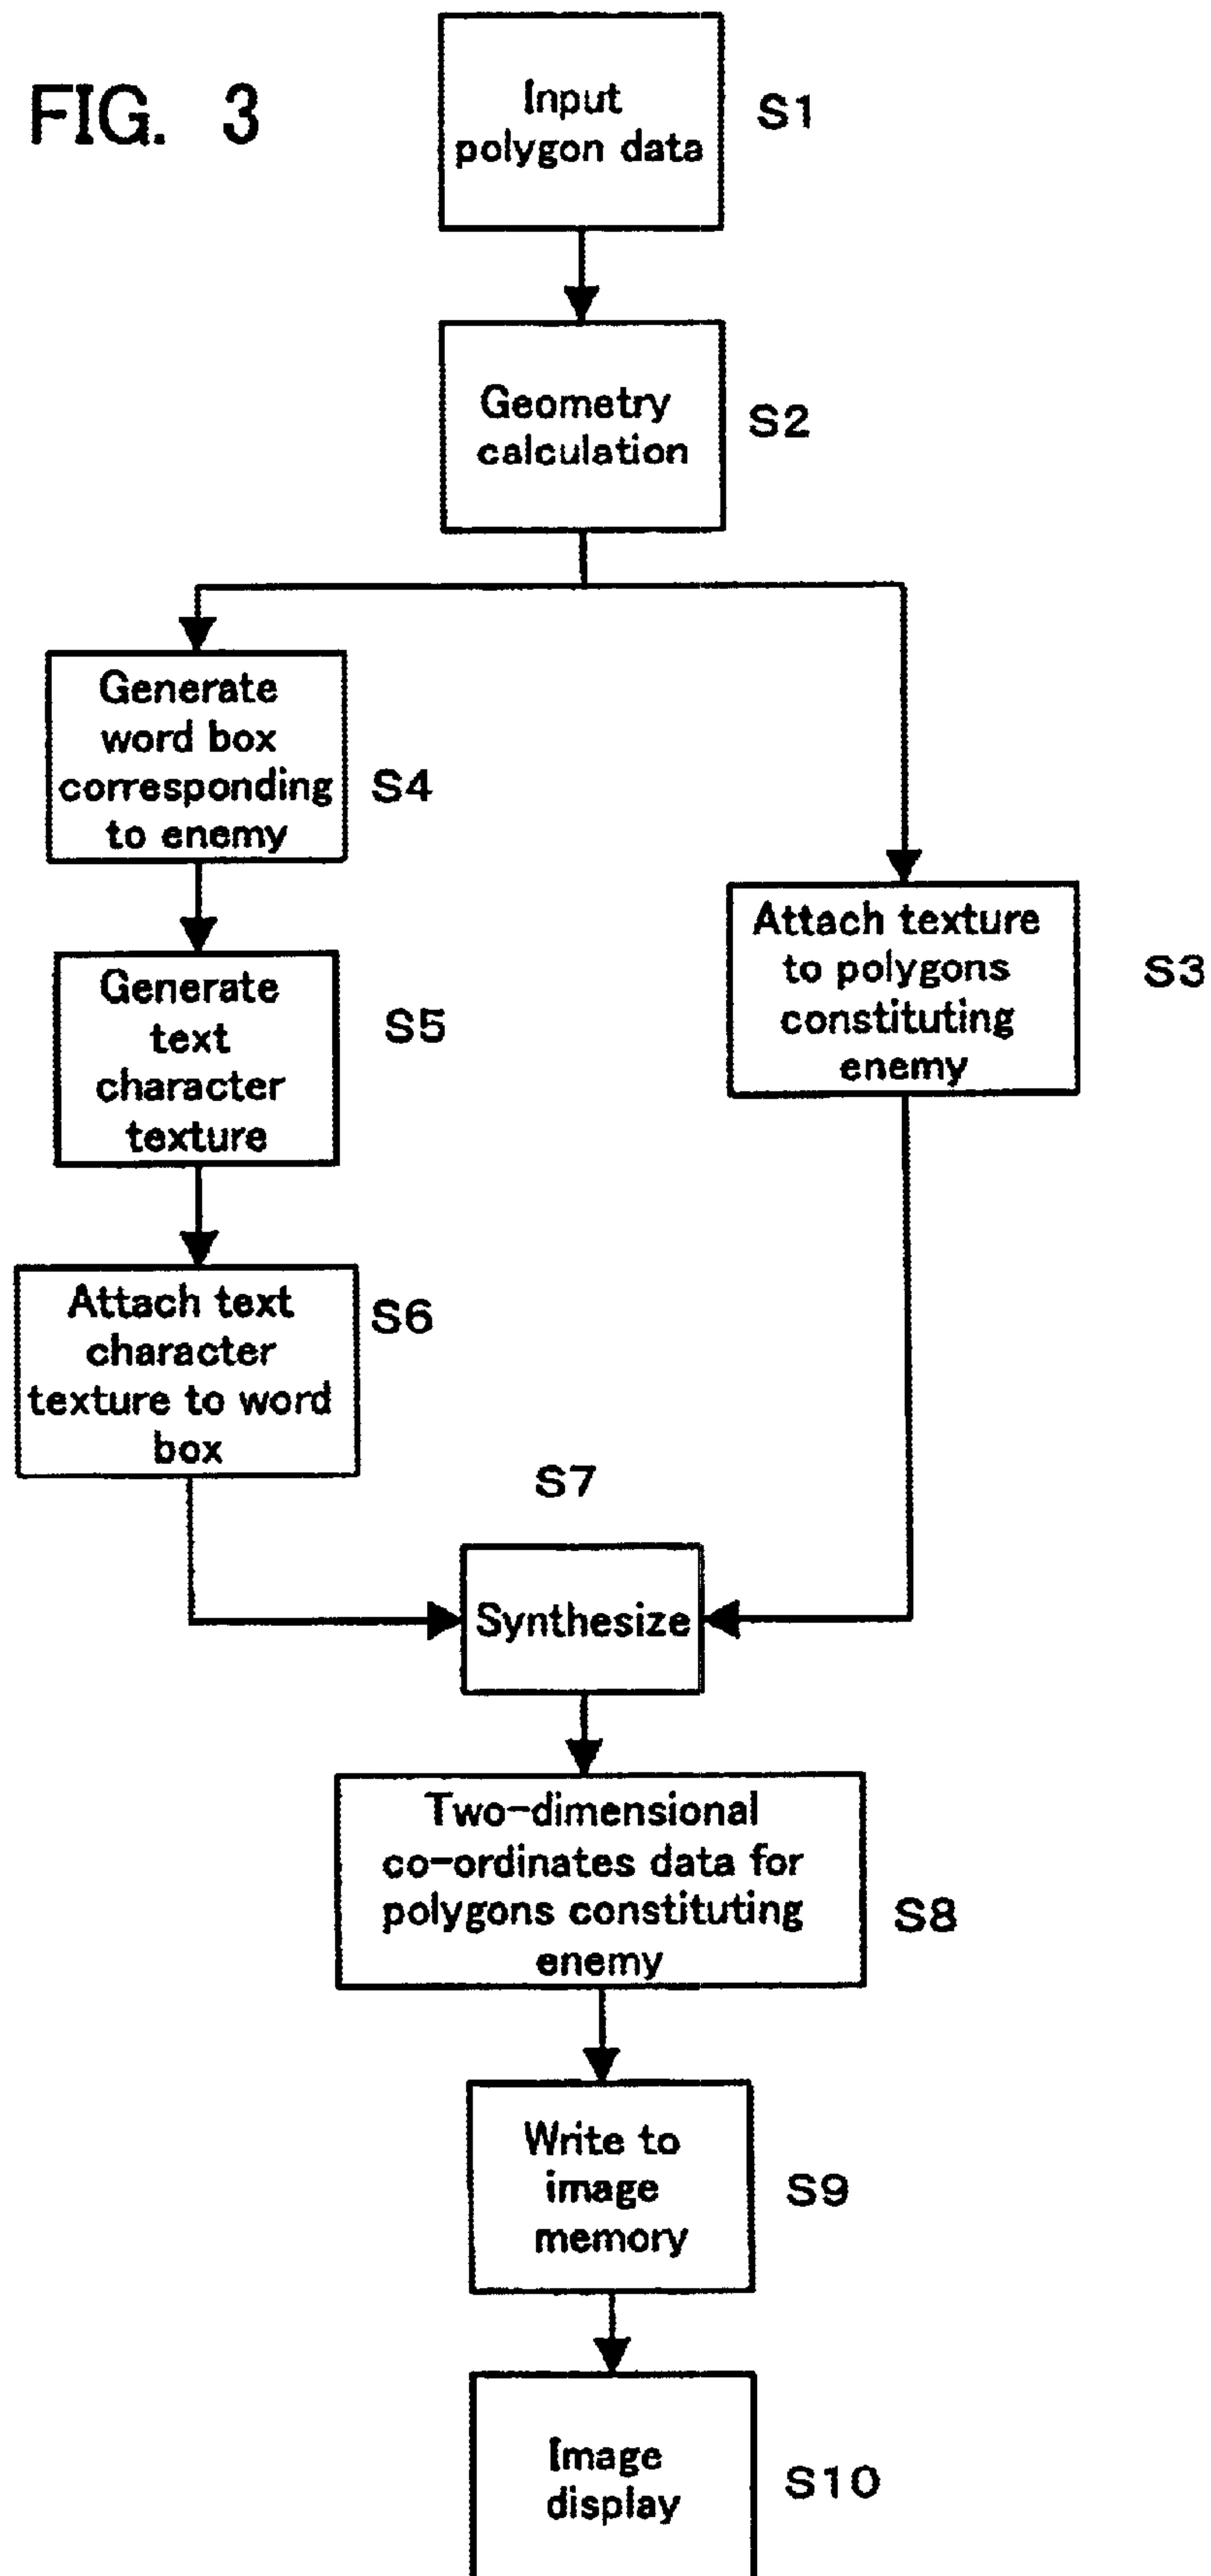 FIG. 3
Input
polygon data
S1
Geometry
calculation
S2
Generate
word box
corresponding
to enemy
S4
Attach texture
to polygons
constituting
enemy
S3
Generate
text
character
texture
S5
Attach text
character
texture to word
box
S6
S7
Synthesize
Two-dimensional
co-ordinates data for
polygons constituting
enemy
S8
Write to
image
memory
S9
Image
display
S10